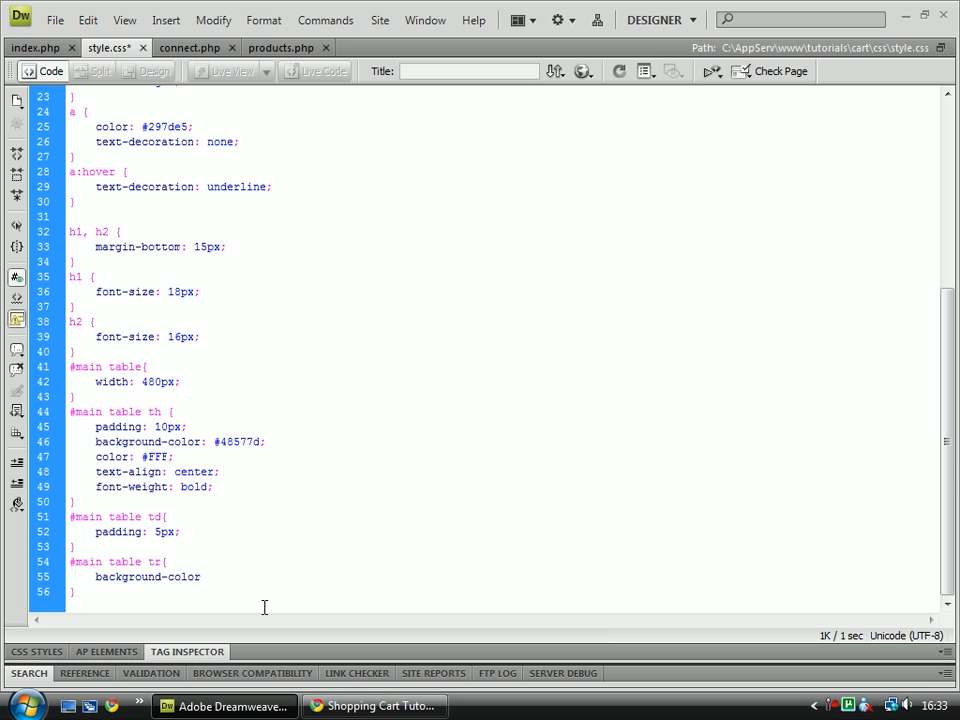 Dw File Edit View Insert Modify Format Commands Site Window Help DESIGNER
index.php style.css* connect.php products.php Path: C:\AppServ\www\tutorials\cart\css\style.css
Code Split Design Live View Live Code Title: Check Page
23 }
24 a {
25 color: #297de5;
26 text-decoration: none;
27 }
28 a:hover {
29 text-decoration: underline;
30 }
31
32 h1, h2 {
33 margin-bottom: 15px;
34 }
35 h1 {
36 font-size: 18px;
37 }
38 h2 {
39 font-size: 16px;
40 }
41 #main table{
42 width: 480px;
43 }
44 #main table th {
45 padding: 10px;
46 background-color: #48577d;
47 color: #FFF;
48 text-align: center;
49 font-weight: bold;
50 }
51 #main table td{
52 padding: 5px;
53 }
54 #main table tr{
55 background-color
56 }
1K / 1 sec Unicode (UTF-8)
CSS STYLES AP ELEMENTS TAG INSPECTOR
SEARCH REFERENCE VALIDATION BROWSER COMPATIBILITY LINK CHECKER SITE REPORTS FTP LOG SERVER DEBUG
Dw Adobe Dreamweave... Shopping Cart Tuto... 16:33